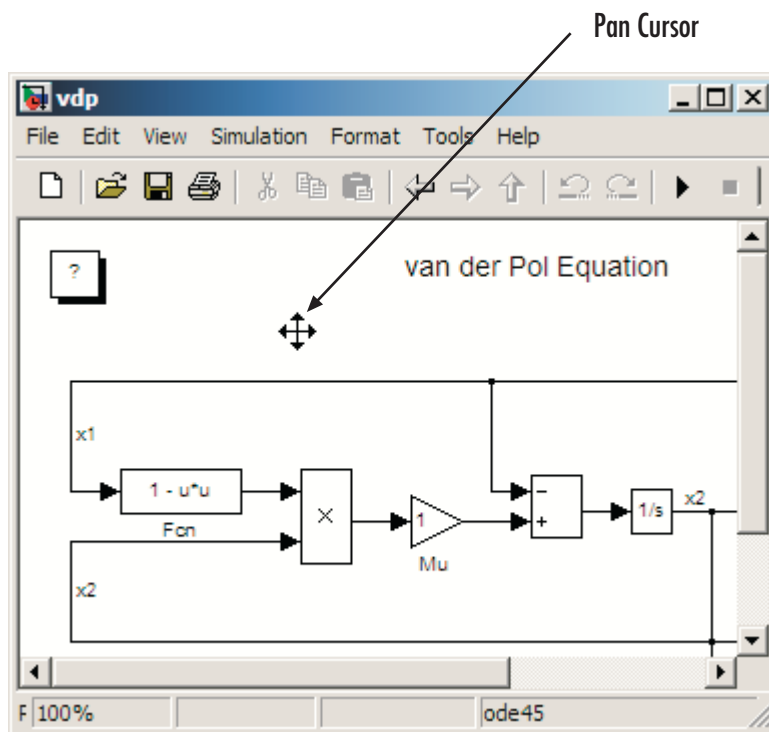 Pan Cursor
vdp
File Edit View Simulation Format Tools Help
?
van der Pol Equation
x1
1 - u*u
Fcn
×
1
Mu
−
+
1/s
x2
x2
F 100% ode45